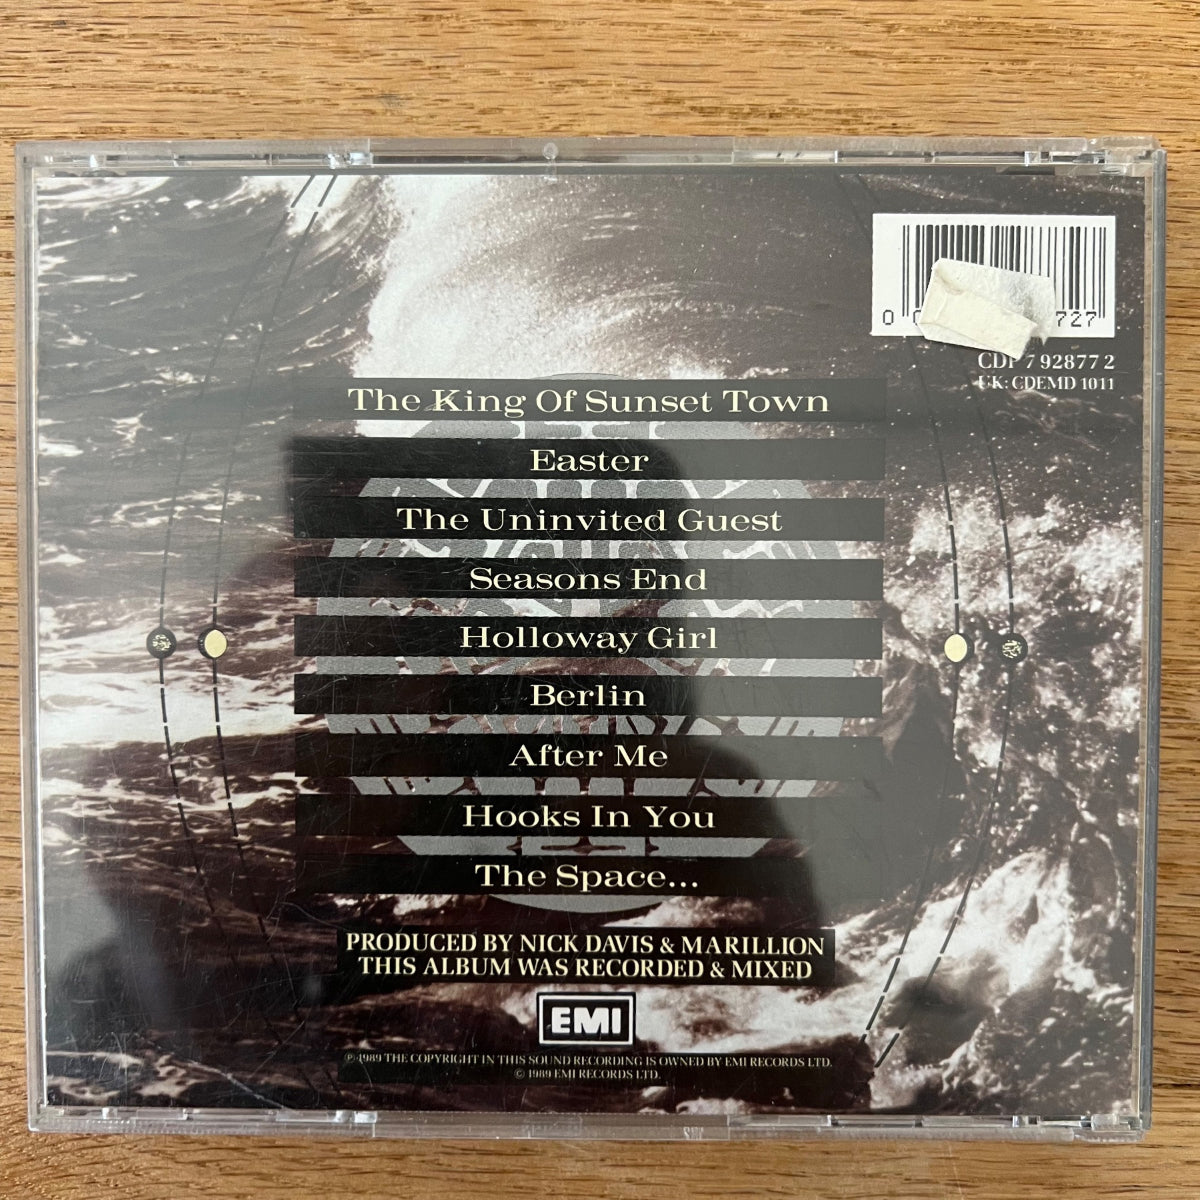 0 0 727
CDP 7 92877 2
UK: CDEMD 1011
The King Of Sunset Town
Easter
The Uninvited Guest
Seasons End
Holloway Girl
Berlin
After Me
Hooks In You
The Space...
PRODUCED BY NICK DAVIS & MARILLION
THIS ALBUM WAS RECORDED & MIXED
EMI
℗ 1989 THE COPYRIGHT IN THIS SOUND RECORDING IS OWNED BY EMI RECORDS LTD.
© 1989 EMI RECORDS LTD.